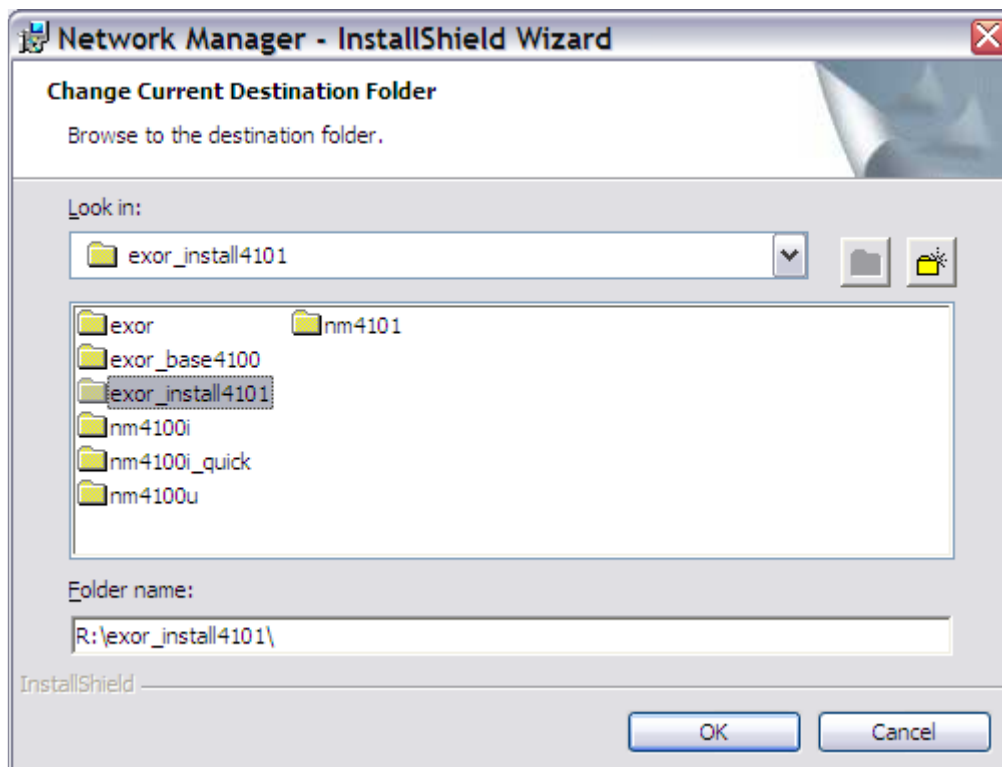 Network Manager - InstallShield Wizard
Change Current Destination Folder
Browse to the destination folder.
Look in:
exor_install4101
exor nm4101
exor_base4100
exor_install4101
nm4100i
nm4100i_quick
nm4100u
Folder name:
R:\exor_install4101\
InstallShield
OK Cancel